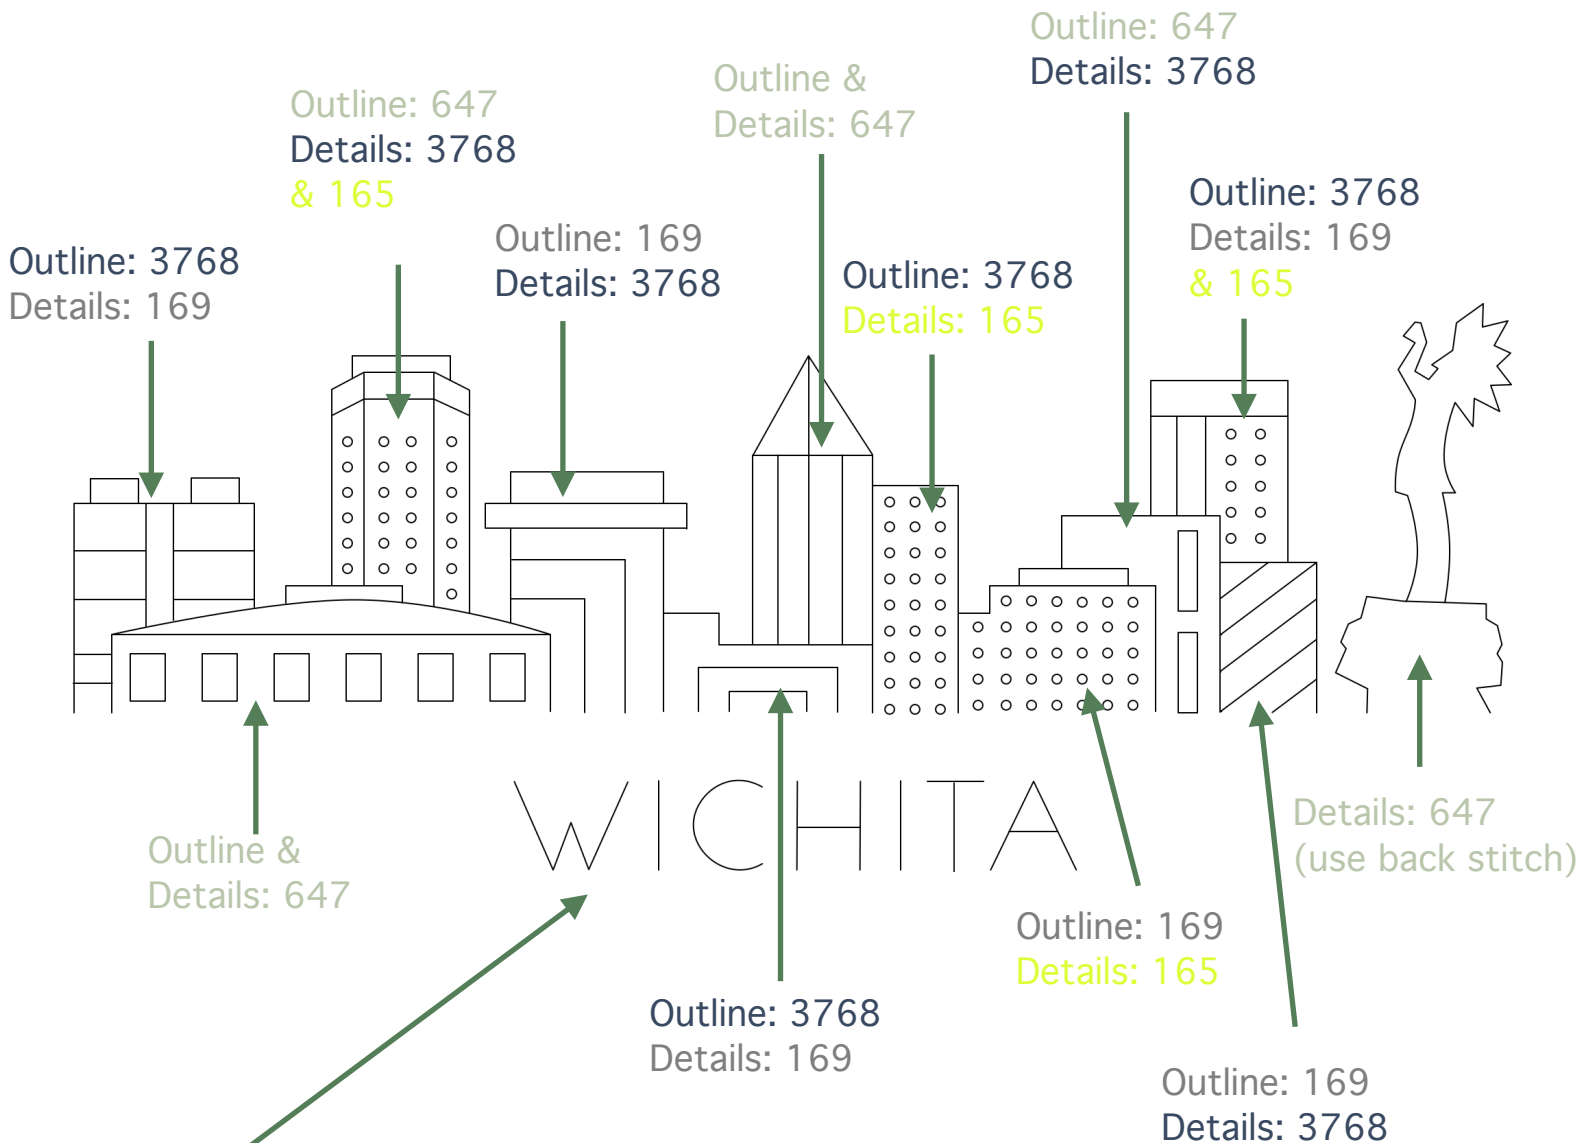 Outline: 647
Details: 3768
Outline &
Details: 647
Outline: 647
Details: 3768
& 165
Outline: 3768
Details: 169
& 165
Outline: 169
Details: 3768
Outline: 3768
Details: 169
Outline: 3768
Details: 165
WICHITA
Details: 647
(use back stitch)
Outline &
Details: 647
Outline: 169
Details: 165
Outline: 3768
Details: 169
Outline: 169
Details: 3768